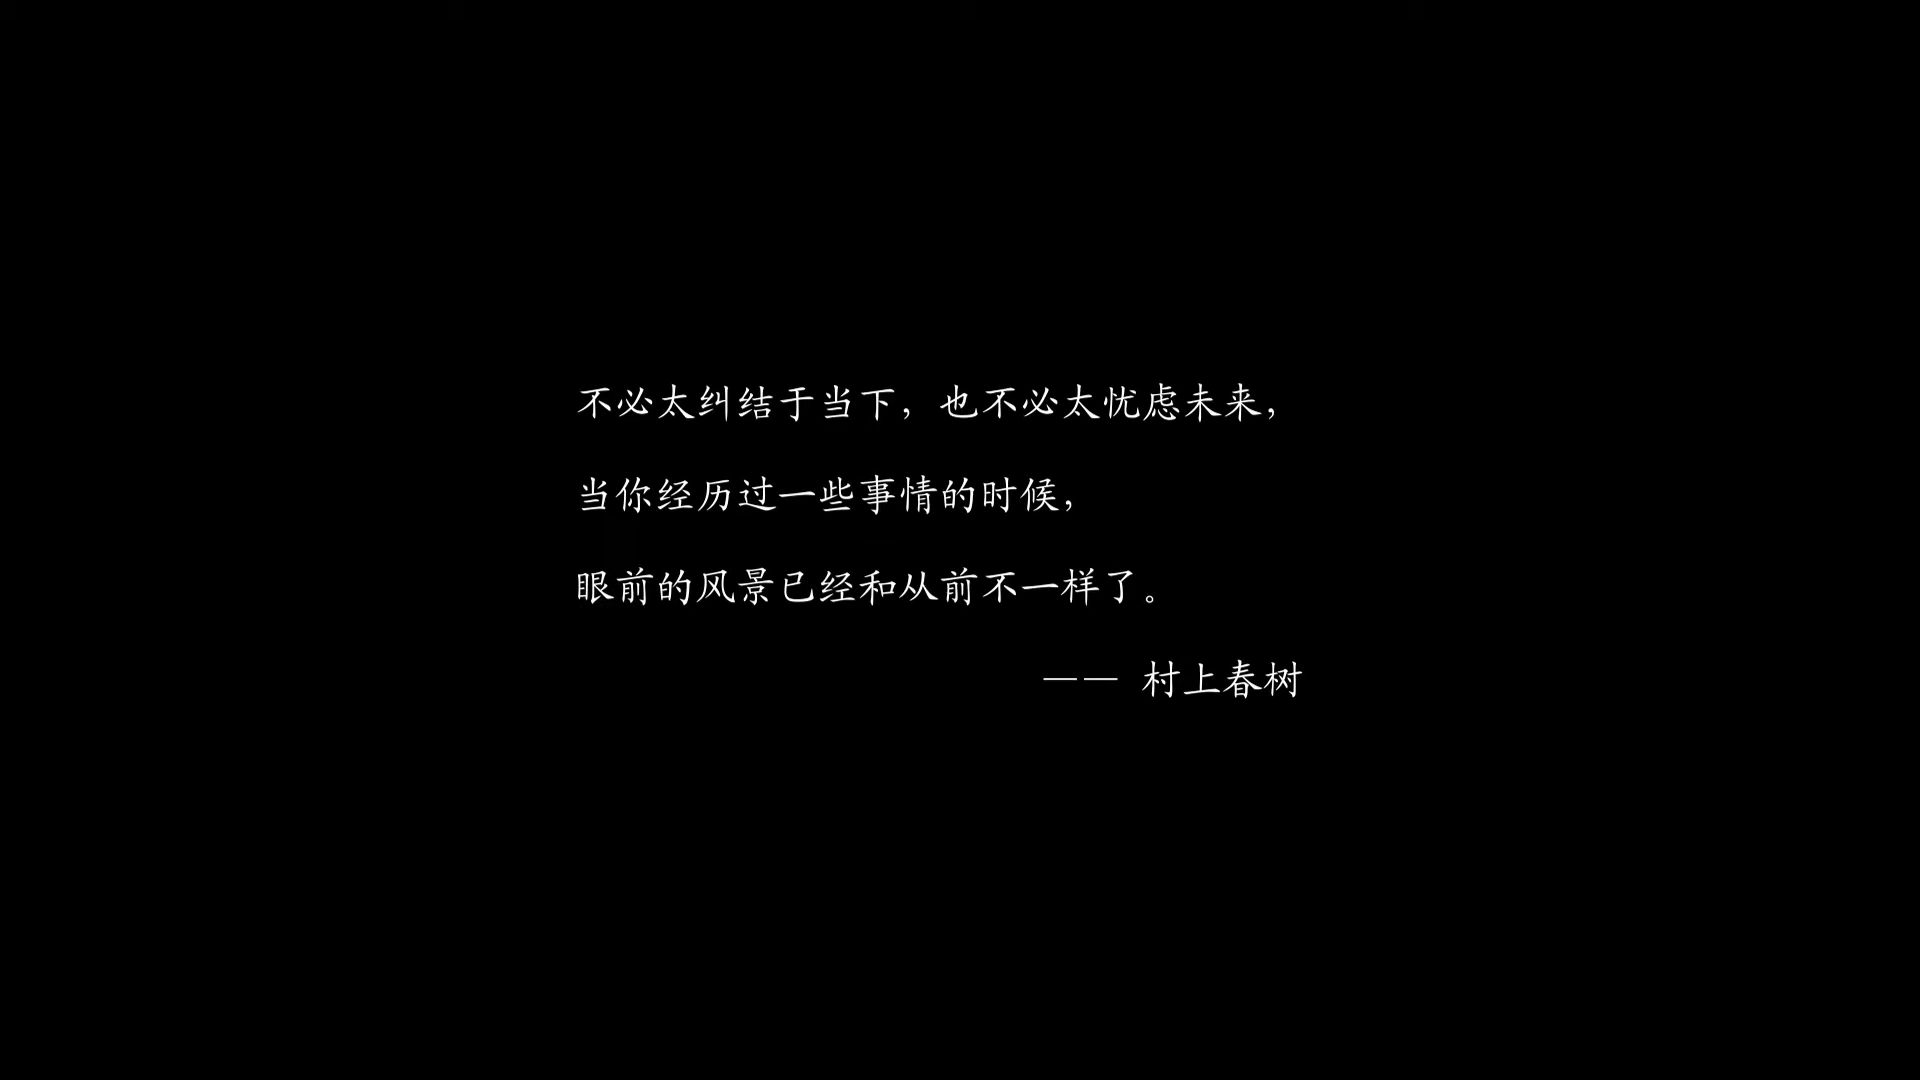 不必太纠结于当下，也不必太忧虑未来，
当你经历过一些事情的时候，
眼前的风景已经和从前不一样了。
—— 村上春树